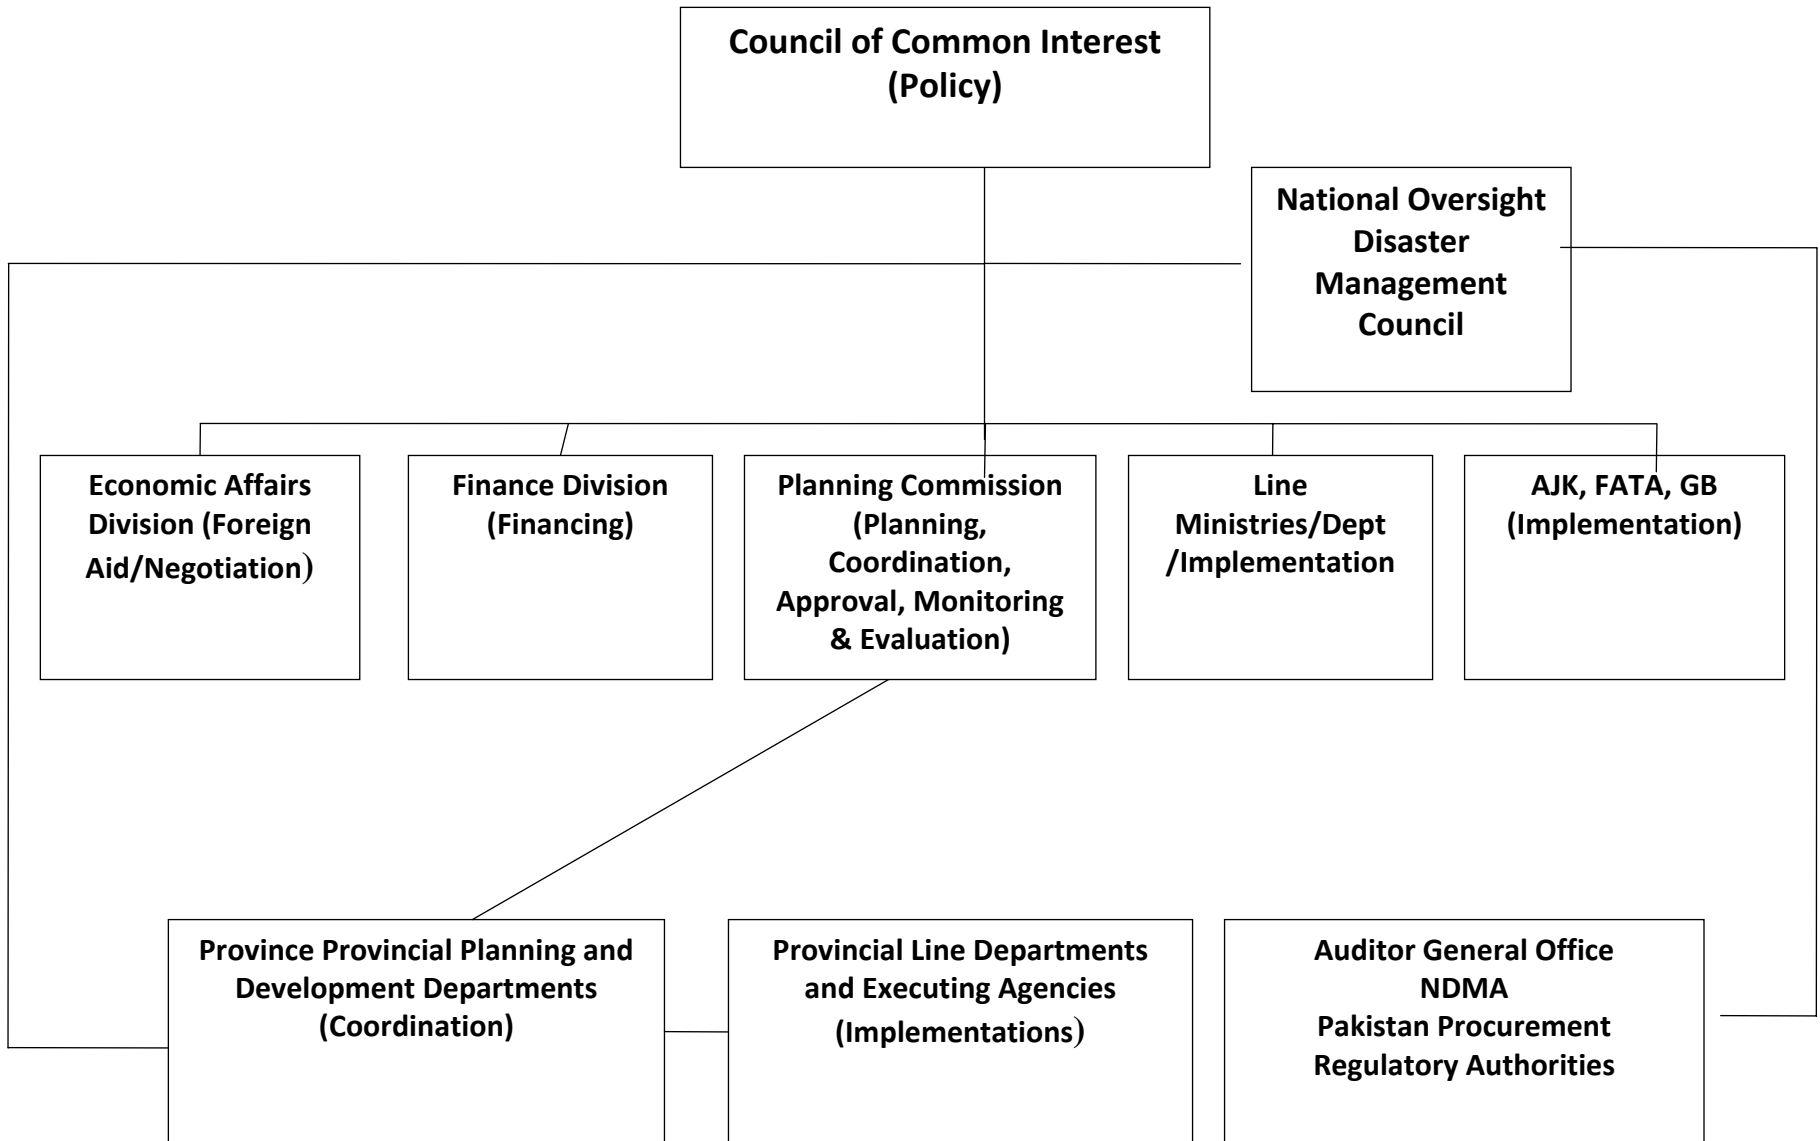 Council of Common Interest
(Policy)
National Oversight
Disaster
Management
Council
Economic Affairs
Division (Foreign
Aid/Negotiation)
Finance Division
(Financing)
Planning Commission
(Planning,
Coordination,
Approval, Monitoring
& Evaluation)
Line
Ministries/Dept
/Implementation
AJK, FATA, GB
(Implementation)
Province Provincial Planning and
Development Departments
(Coordination)
Provincial Line Departments
and Executing Agencies
(Implementations)
Auditor General Office
NDMA
Pakistan Procurement
Regulatory Authorities